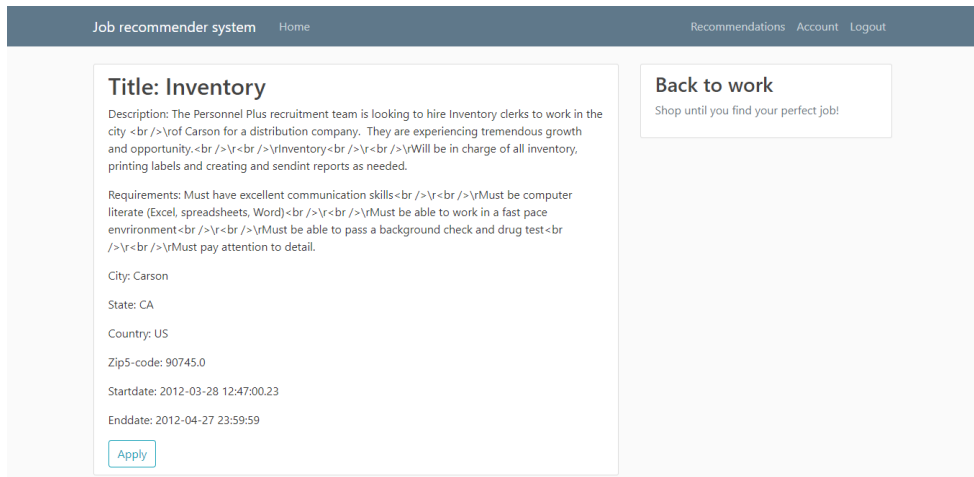 Job recommender system Home Recommendations Account Logout
Title: Inventory
Description: The Personnel Plus recruitment team is looking to hire Inventory clerks to work in the
city <br />\rof Carson for a distribution company.  They are experiencing tremendous growth
and opportunity.<br />\r<br />\rInventory<br />\r<br />\rWill be in charge of all inventory,
printing labels and creating and sendint reports as needed.
Requirements: Must have excellent communication skills<br />\r<br />\rMust be computer
literate (Excel, spreadsheets, Word)<br />\r<br />\rMust be able to work in a fast pace
envrironment<br />\r<br />\rMust be able to pass a background check and drug test<br
/>\r<br />\rMust pay attention to detail.
City: Carson
State: CA
Country: US
Zip5-code: 90745.0
Startdate: 2012-03-28 12:47:00.23
Enddate: 2012-04-27 23:59:59
Apply
Back to work
Shop until you find your perfect job!